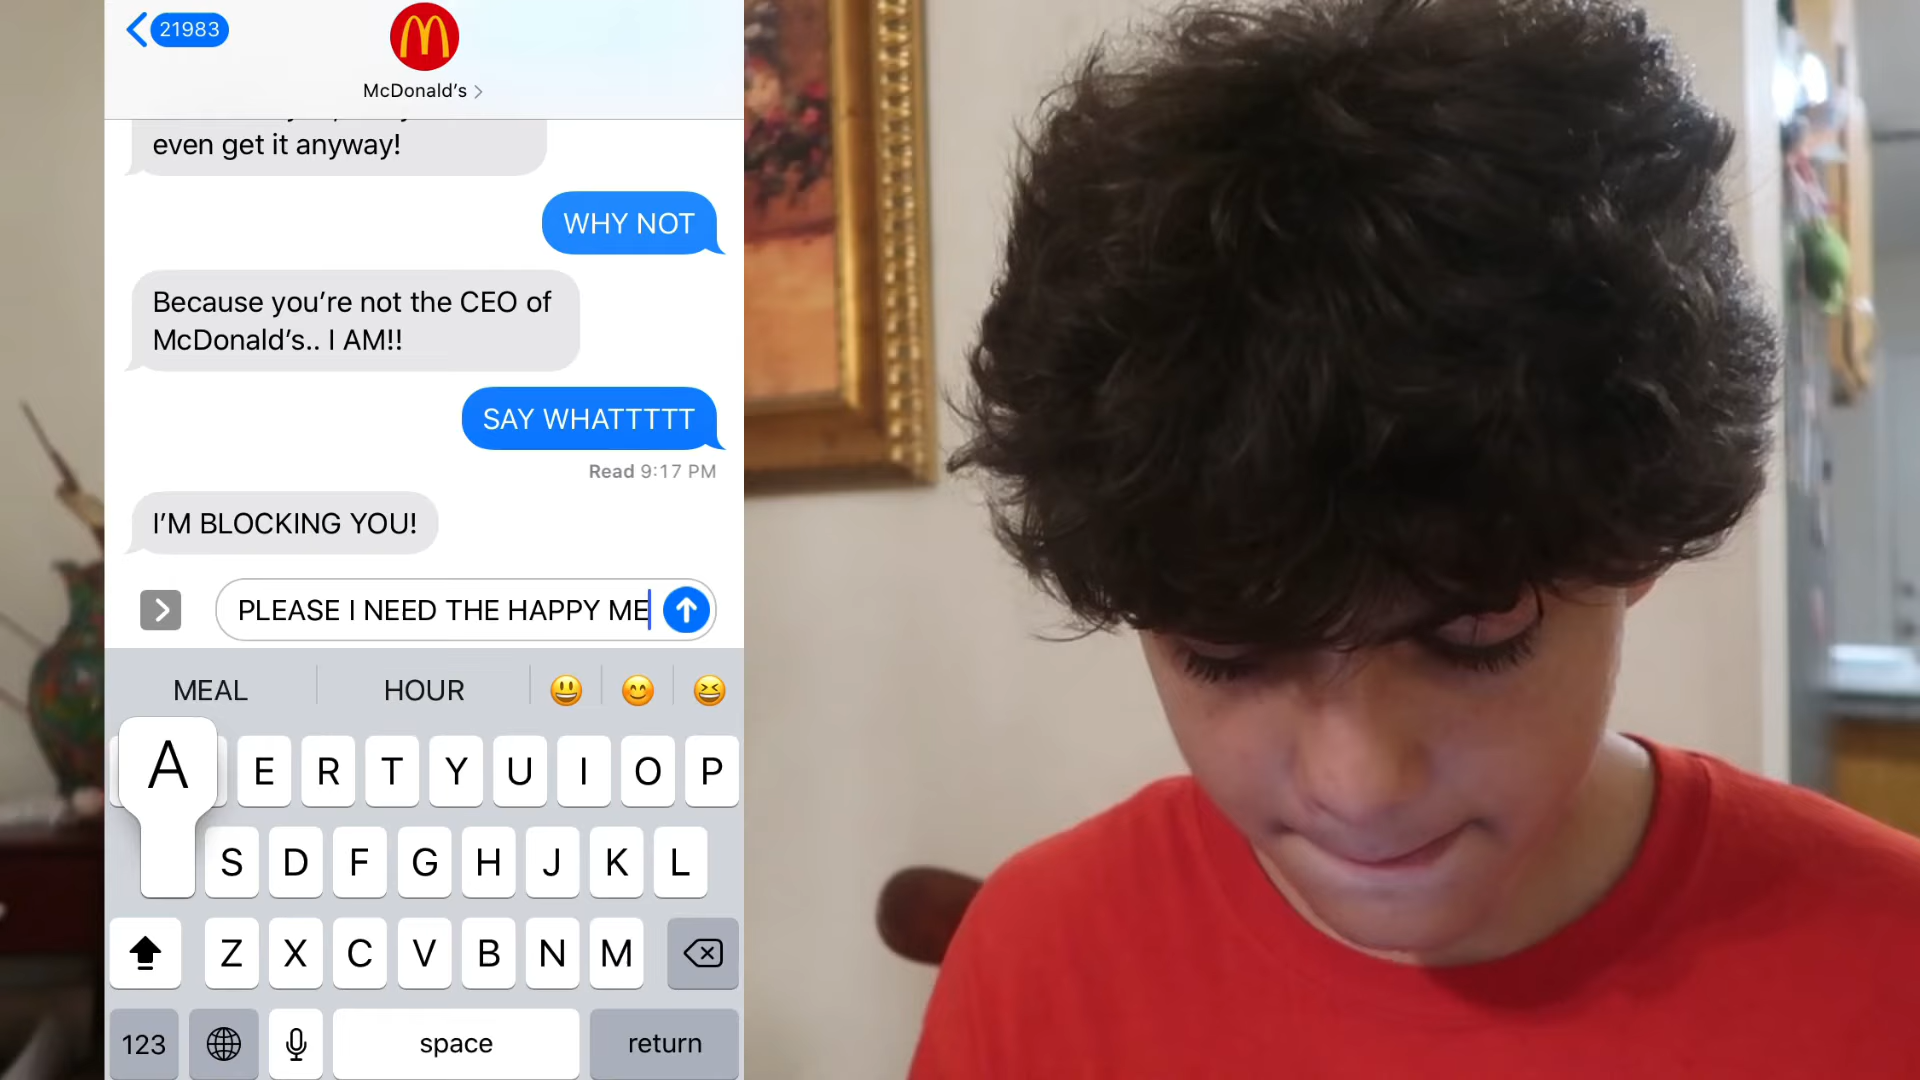 21983
McDonald's
even get it anyway!
WHY NOT
Because you're not the CEO of
McDonald's.. I AM!!
SAY WHATTTTT
Read 9:17 PM
I'M BLOCKING YOU!
PLEASE I NEED THE HAPPY ME
MEAL HOUR
A E R T Y U I O P
S D F G H J K L
Z X C V B N M
123 space return